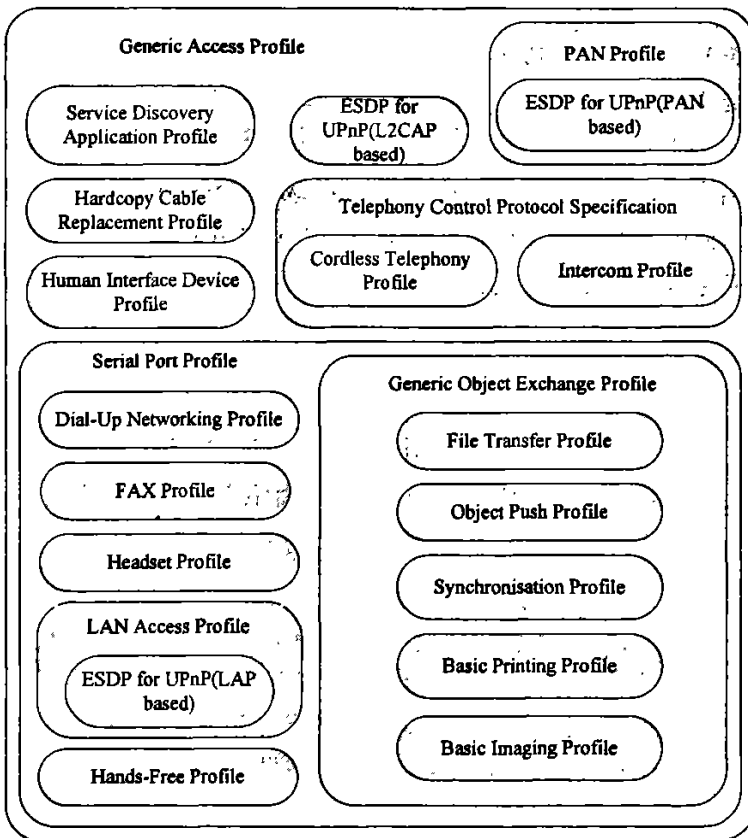 Generic Access Profile
PAN Profile
Service Discovery
Application Profile
ESDP for
UPnP(L2CAP
based)
ESDP for UPnP(PAN
based)
Hardcopy Cable
Replacement Profile
Telephony Control Protocol Specification
Human Interface Device
Profile
Cordless Telephony
Profile
Intercom Profile
Serial Port Profile
Dial-Up Networking Profile
FAX Profile
Headset Profile
LAN Access Profile
ESDP for UPnP(LAP
based)
Hands-Free Profile
Generic Object Exchange Profile
File Transfer Profile
Object Push Profile
Synchronisation Profile
Basic Printing Profile
Basic Imaging Profile